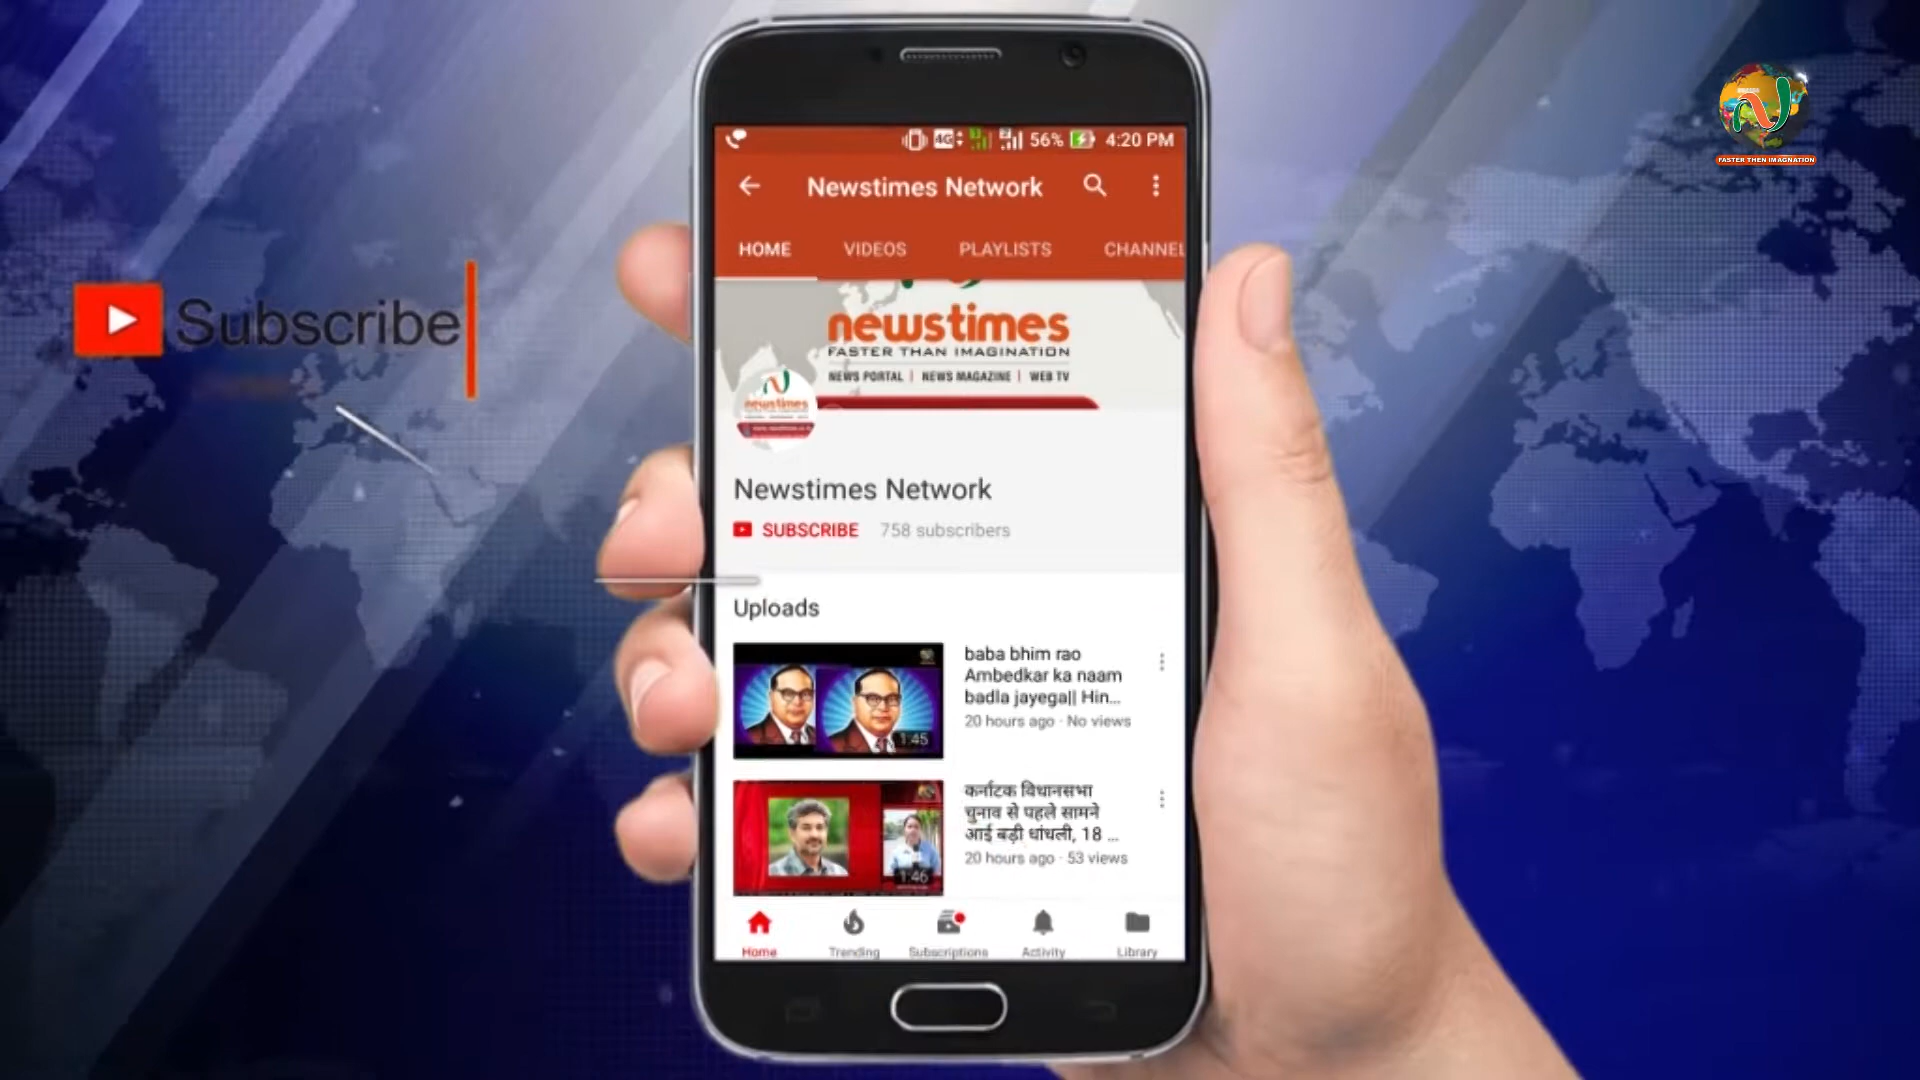 FASTER THEN IMAGNATION
Subscribe
4G 56% 4:20 PM
Newstimes Network
HOME VIDEOS PLAYLISTS CHANNEL
newstimes
FASTER THAN IMAGINATION
NEWS PORTAL | NEWS MAGAZINE | WEB TV
newstimes
Newstimes Network
SUBSCRIBE 758 subscribers
Uploads
baba bhim rao
Ambedkar ka naam
badla jayega|| Hin...
20 hours ago · No views
1:45
कर्नाटक विधानसभा
चुनाव से पहले सामने
आई बड़ी धांधली, 18 ...
20 hours ago · 53 views
1:46
Home Trending Subscriptions Activity Library